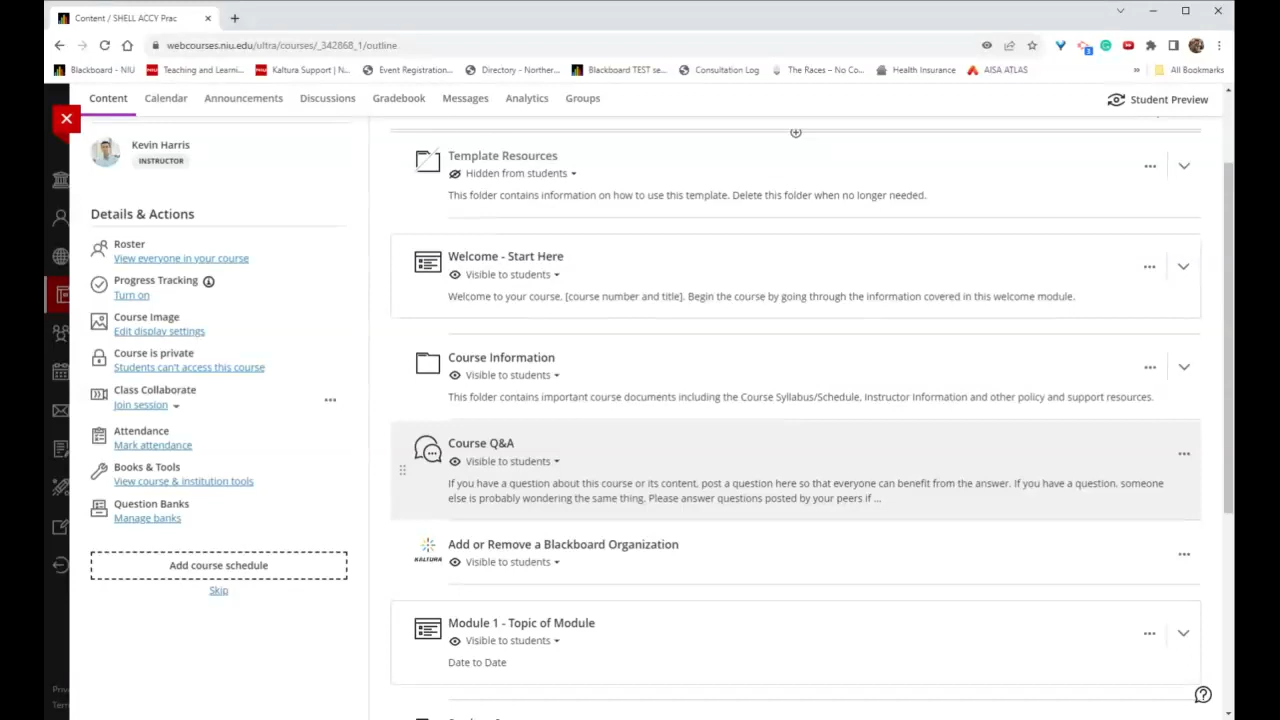 Content / SHELL ACCY Prac
webcourses.niu.edu/ultra/courses/_342868_1/outline
Blackboard - NIU
Teaching and Learni...
Kaltura Support | N...
Event Registration...
Directory - Norther...
Blackboard TEST se...
Consultation Log
The Races – No Co...
Health Insurance
AISA ATLAS
»
All Bookmarks
Content
Calendar
Announcements
Discussions
Gradebook
Messages
Analytics
Groups
Student Preview
Kevin Harris
INSTRUCTOR
Details & Actions
Roster
View everyone in your course
Progress Tracking
Turn on
Course Image
Edit display settings
Course is private
Students can't access this course
Class Collaborate
Join session
Attendance
Mark attendance
Books & Tools
View course & institution tools
Question Banks
Manage banks
Add course schedule
Skip
Template Resources
Hidden from students
This folder contains information on how to use this template. Delete this folder when no longer needed.
Welcome - Start Here
Visible to students
Welcome to your course, [course number and title]. Begin the course by going through the information covered in this welcome module.
Course Information
Visible to students
This folder contains important course documents including the Course Syllabus/Schedule, Instructor Information and other policy and support resources.
Course Q&A
Visible to students
If you have a question about this course or its content, post a question here so that everyone can benefit from the answer. If you have a question, someone
else is probably wondering the same thing. Please answer questions posted by your peers if ...
KALTURA
Add or Remove a Blackboard Organization
Visible to students
Module 1 - Topic of Module
Visible to students
Date to Date
Priv
Term